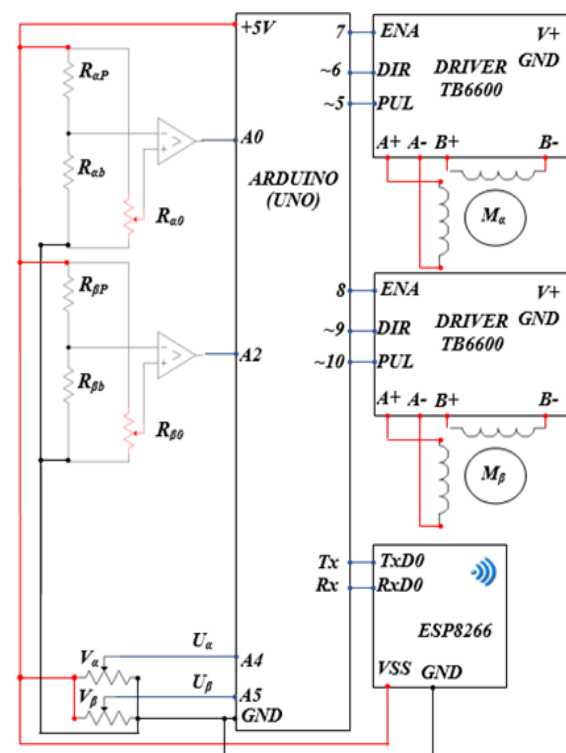 +5V
7
ENA
V+
GND
~6
DIR
DRIVER
TB6600
~5
PUL
RαP
Rαb
Rα0
−
>
+
A0
ARDUINO
(UNO)
A+
A-
B+
B-
Mα
RβP
Rβb
Rβ0
−
>
+
A2
8
ENA
V+
GND
~9
DIR
DRIVER
TB6600
~10
PUL
A+
A-
B+
B-
Mβ
Tx
TxD0
Rx
RxD0
ESP8266
VSS
GND
Vα
Uα
A4
Vβ
Uβ
A5
GND